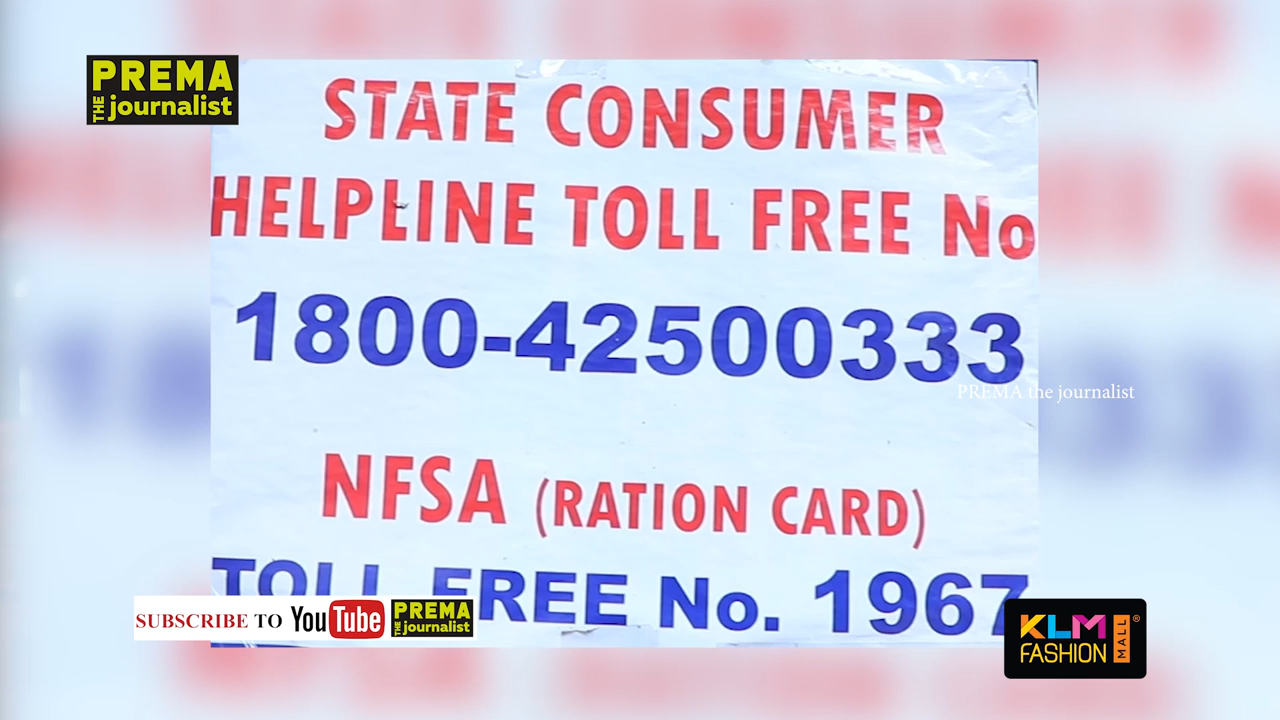 PREMA
THE journalist
STATE CONSUMER
HELPLINE TOLL FREE No
1800-42500333
PREMA the journalist
NFSA (RATION CARD)
TOLL FREE No. 1967
SUBSCRIBE TO YouTube PREMA THE journalist
KLM
FASHION
MALL